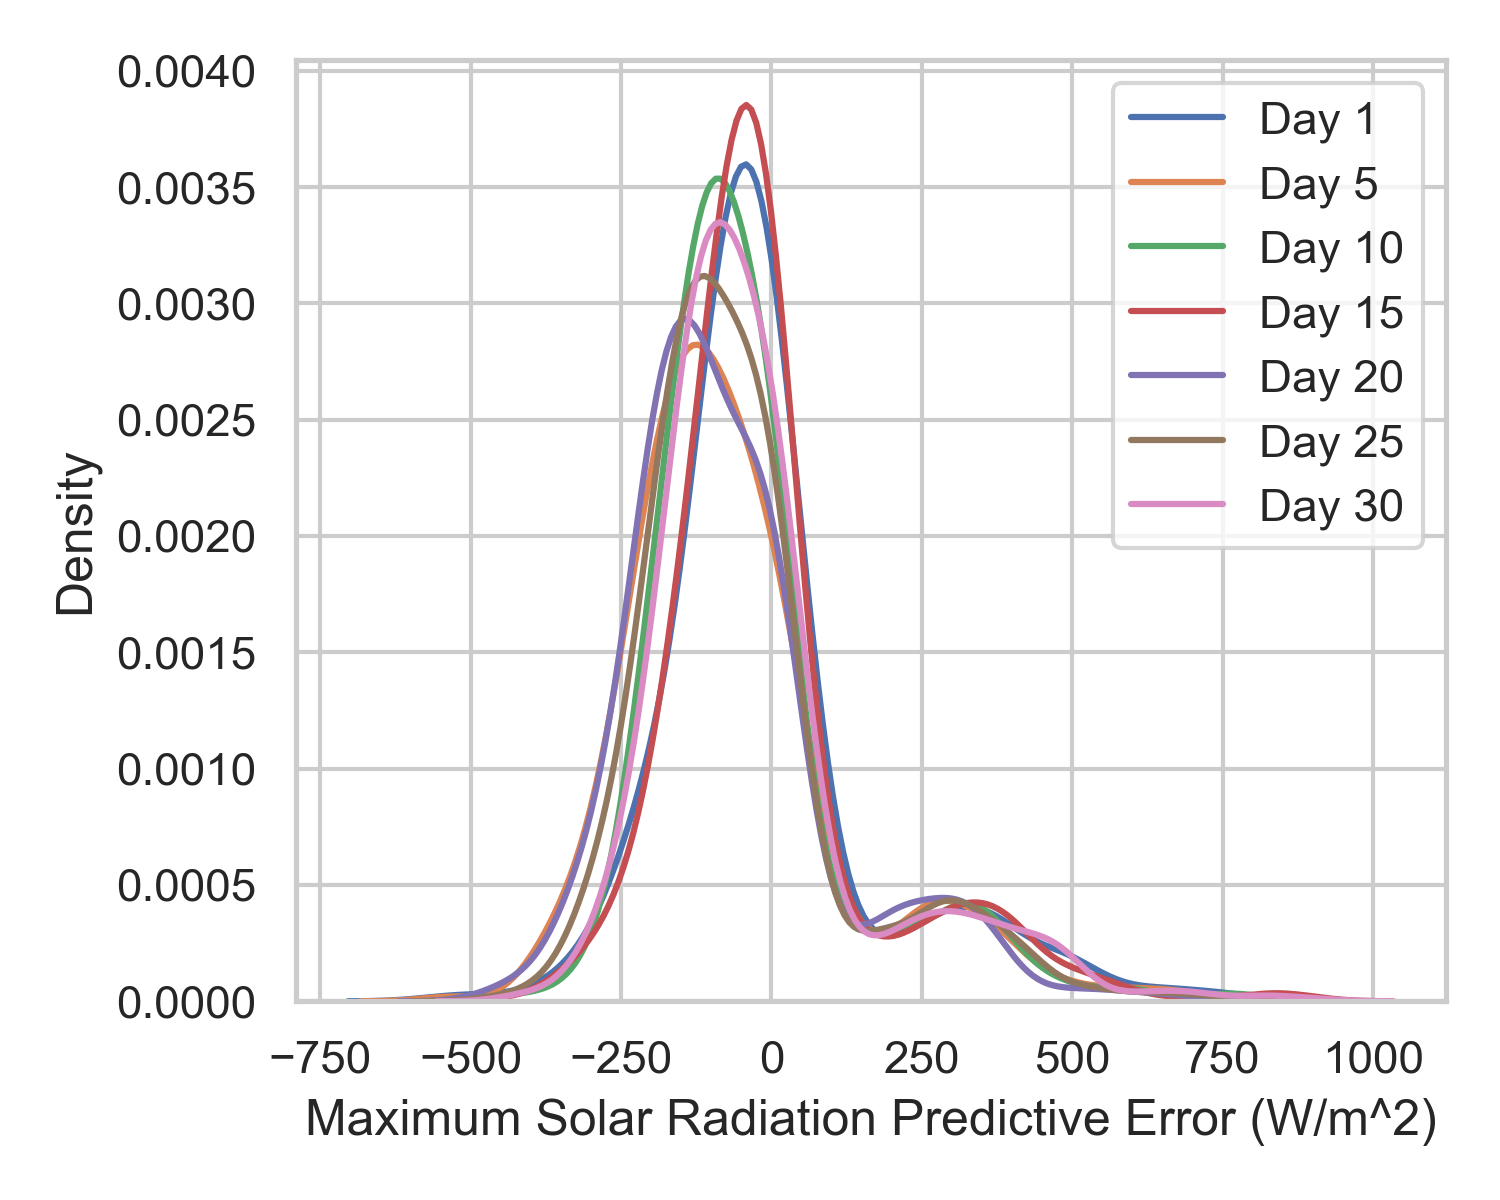 0.0040
0.0035
0.0030
0.0025
0.0020
0.0015
0.0010
0.0005
0.0000
Density
Day 1
Day 5
Day 10
Day 15
Day 20
Day 25
Day 30
−750 −500 −250 0 250 500 750 1000
Maximum Solar Radiation Predictive Error (W/m^2)